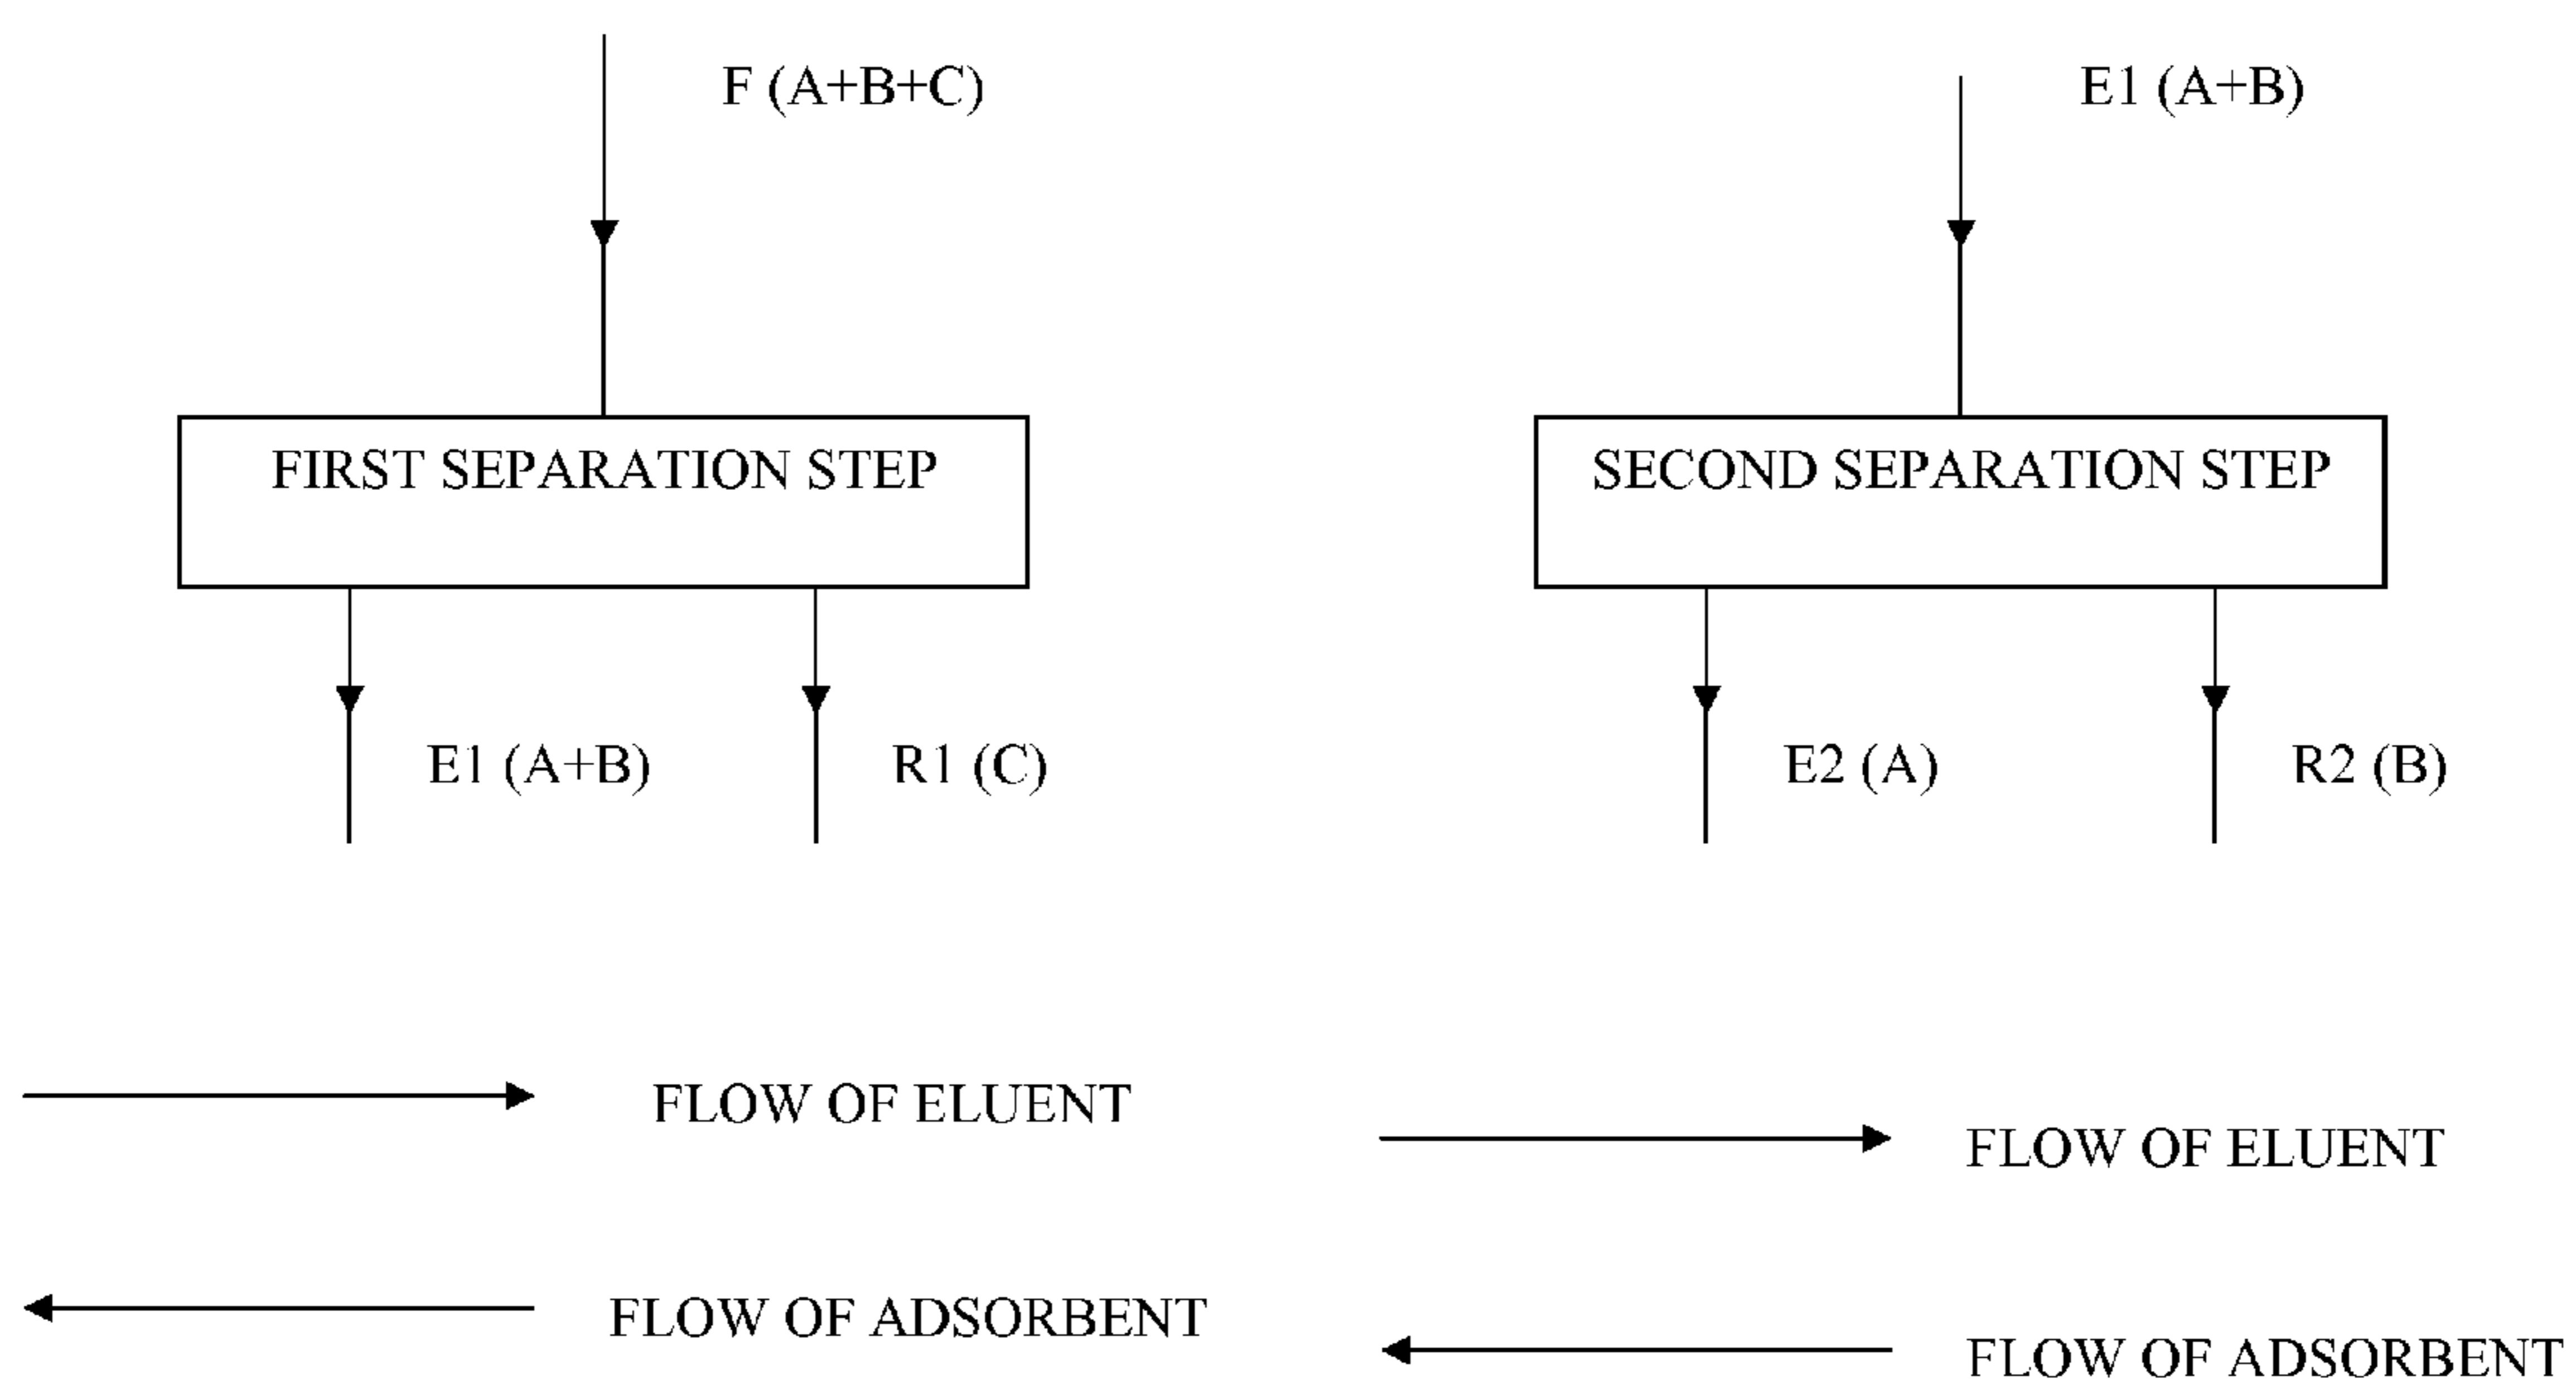 F (A+B+C)
E1 (A+B)
FIRST SEPARATION STEP
SECOND SEPARATION STEP
E1 (A+B)
R1 (C)
E2 (A)
R2 (B)
FLOW OF ELUENT
FLOW OF ELUENT
FLOW OF ADSORBENT
FLOW OF ADSORBENT